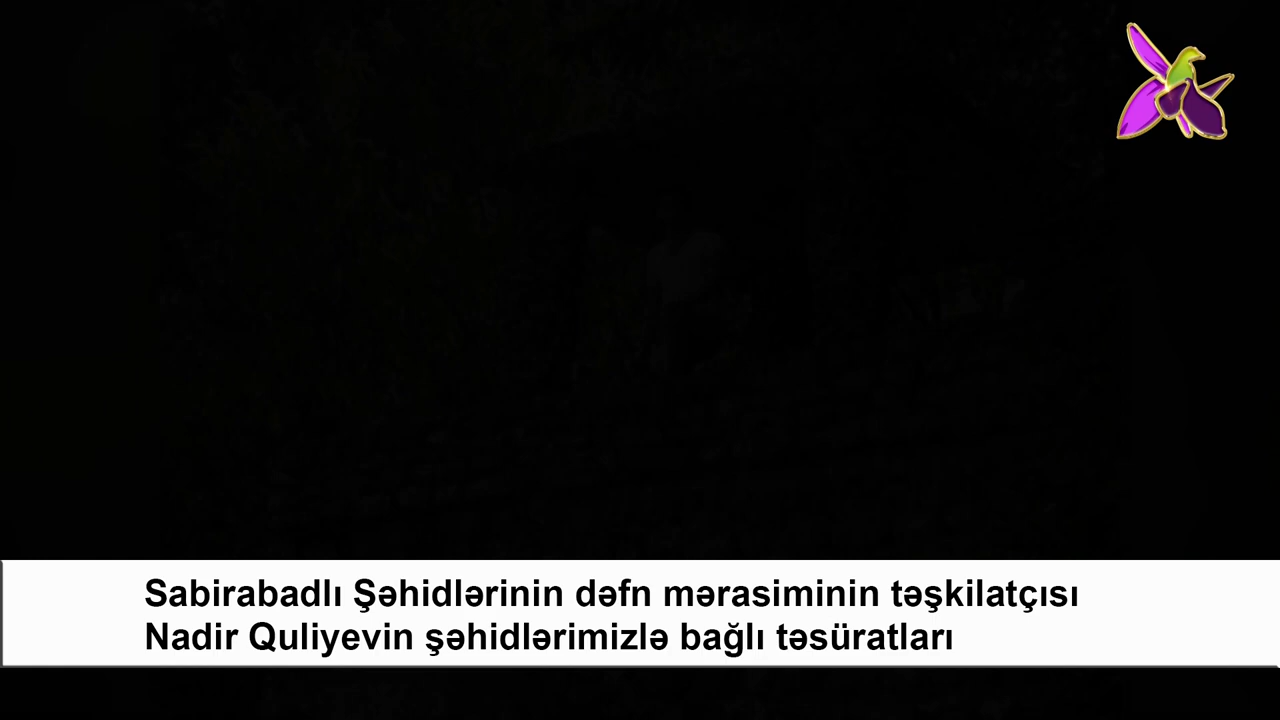 Sabirabadlı Şəhidlərinin dəfn mərasiminin təşkilatçısı
Nadir Quliyevin şəhidlərimizlə bağlı təsüratları